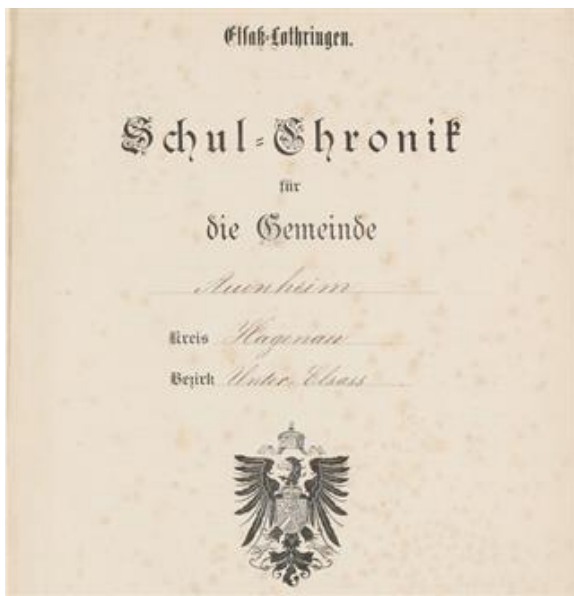 Elsaß-Lothringen.
Schul-Chronik
für
die Gemeinde
Auenheim
Kreis Hagenau
Bezirk Unter Elsass